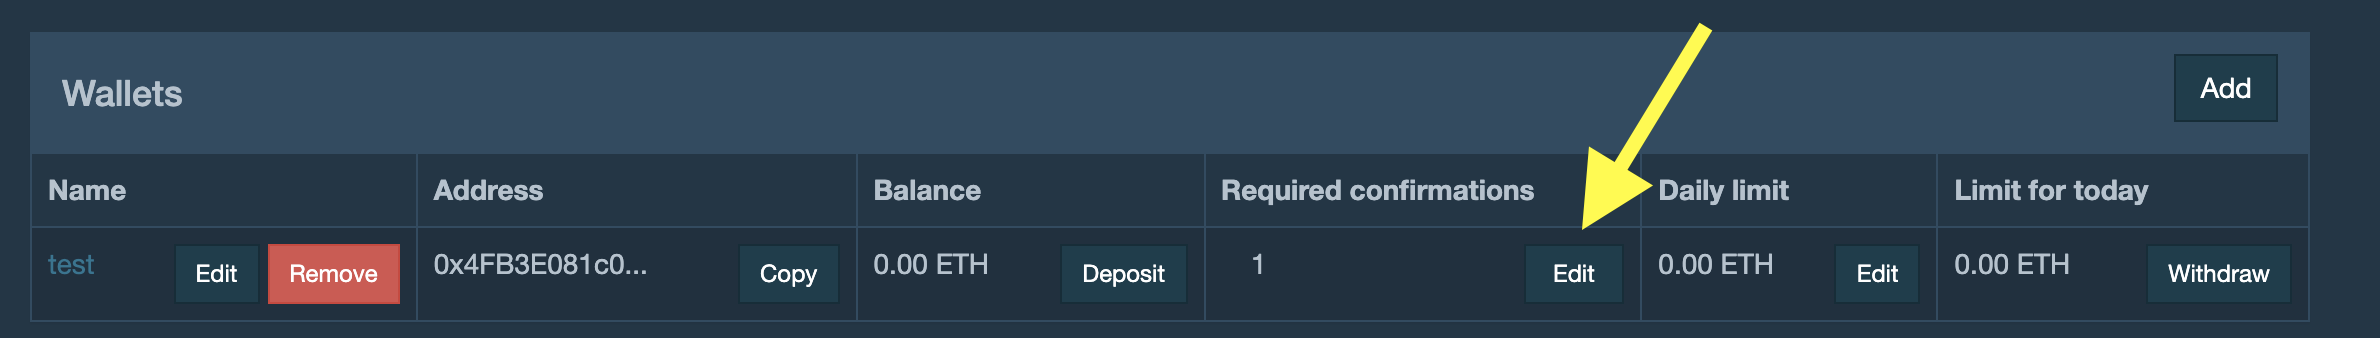 Wallets Add
Name Address Balance Required confirmations Daily limit Limit for today
test Edit Remove 0x4FB3E081c0... Copy 0.00 ETH Deposit 1 Edit 0.00 ETH Edit 0.00 ETH Withdraw